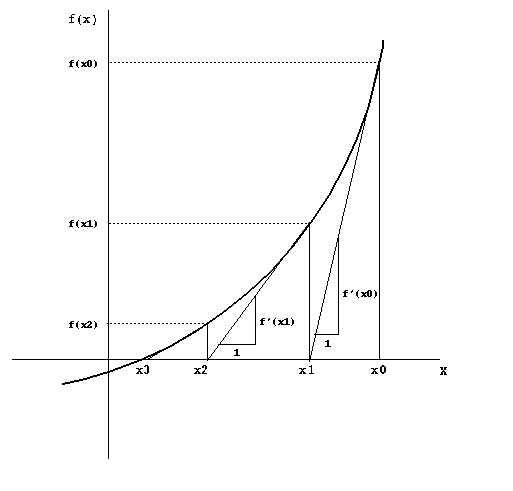 f(x)
f(x0)
f(x1)
f(x2)
f'(x0)
f'(x1)
1
1
x3 x2 x1 x0 X